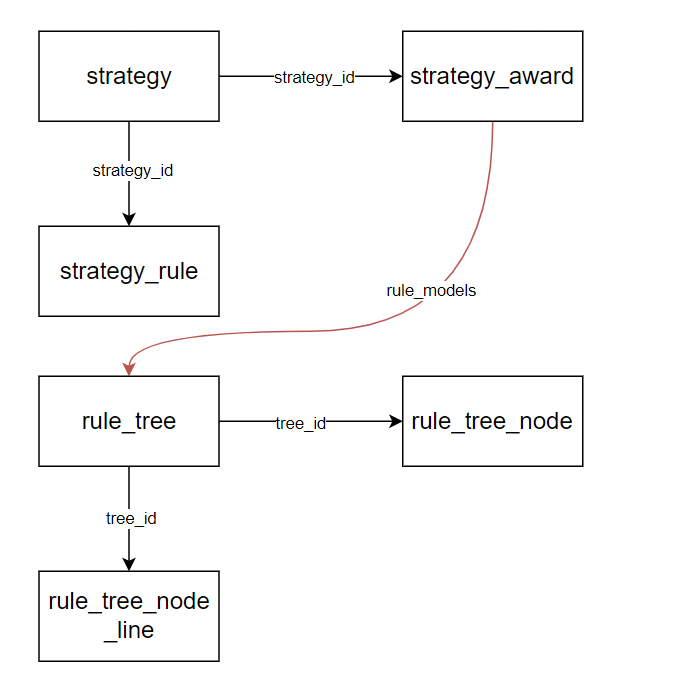 strategy
strategy_id
strategy_award
strategy_id
strategy_rule
rule_models
rule_tree
tree_id
rule_tree_node
tree_id
rule_tree_node
_line